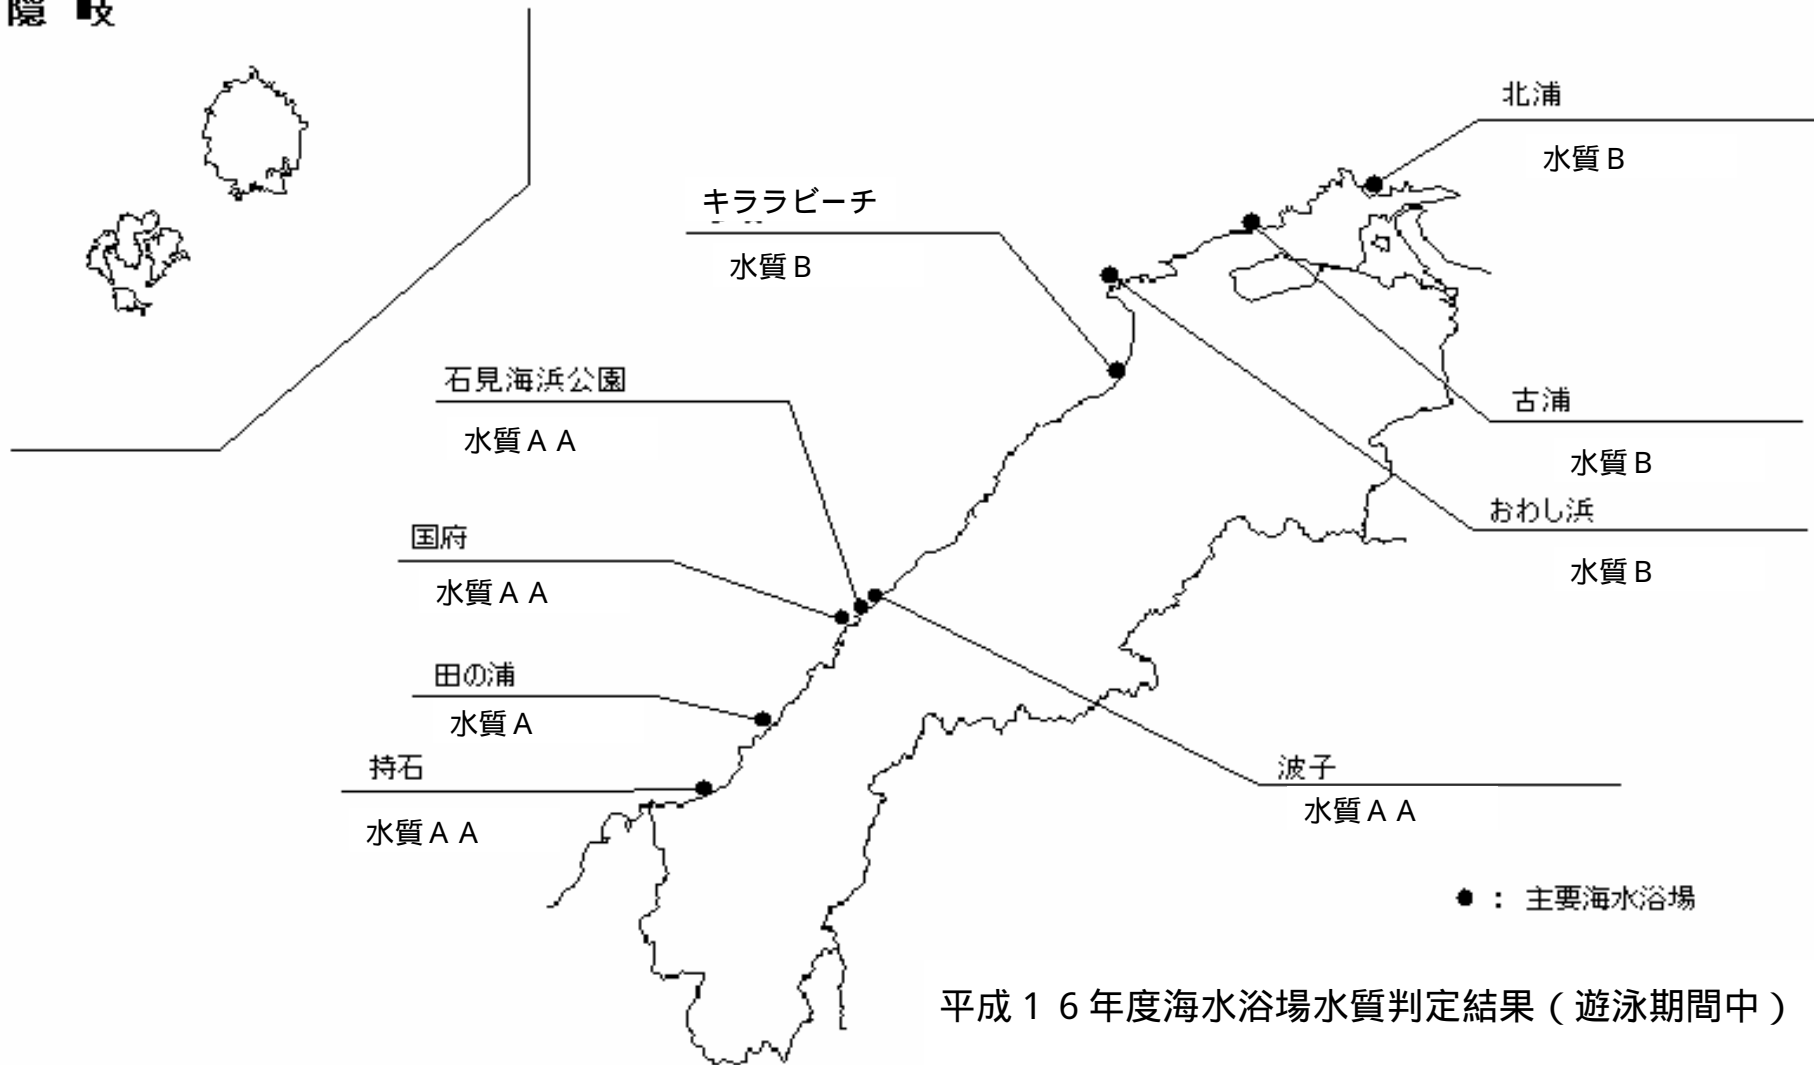 隠岐
北浦
水質B
キララビーチ
水質B
石見海浜公園
水質AA
古浦
水質B
おわし浜
水質B
国府
水質AA
田の浦
水質A
持石
水質AA
波子
水質AA
●：主要海水浴場
平成16年度海水浴場水質判定結果（遊泳期間中）